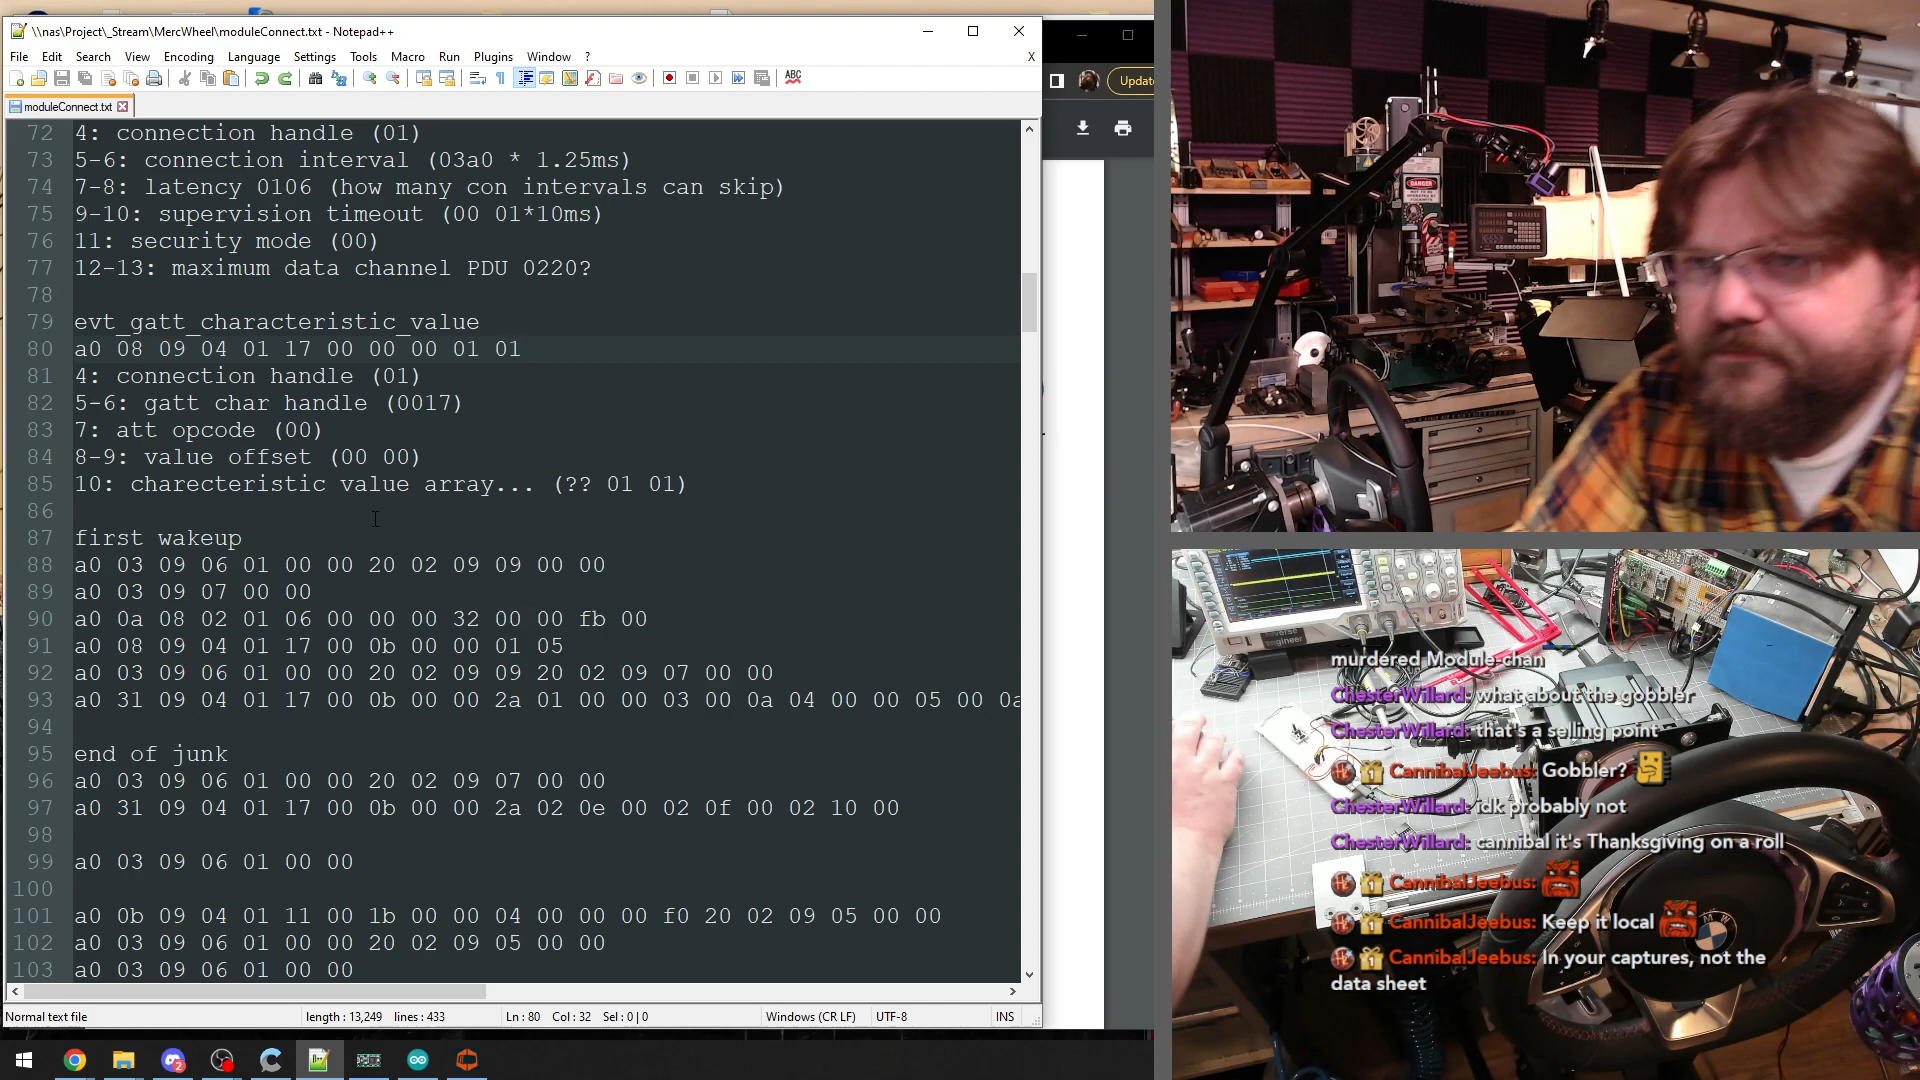 \\nas\Project\_Stream\MercWheel\moduleConnect.txt - Notepad++
File Edit Search View Encoding Language Settings Tools Macro Run Plugins Window ? X
ABC
moduleConnect.txt
Update
72 4: connection handle (01)
73 5-6: connection interval (03a0 * 1.25ms)
74 7-8: latency 0106 (how many con intervals can skip)
75 9-10: supervision timeout (00 01*10ms)
76 11: security mode (00)
77 12-13: maximum data channel PDU 0220?
78
79 evt_gatt_characteristic_value
80 a0 08 09 04 01 17 00 00 00 01 01
81 4: connection handle (01)
82 5-6: gatt char handle (0017)
83 7: att opcode (00)
84 8-9: value offset (00 00)
85 10: charecteristic value array... (?? 01 01)
86
87 first wakeup
88 a0 03 09 06 01 00 00 20 02 09 09 00 00
89 a0 03 09 07 00 00
90 a0 0a 08 02 01 06 00 00 00 32 00 00 fb 00
91 a0 08 09 04 01 17 00 0b 00 00 01 05
92 a0 03 09 06 01 00 00 20 02 09 09 20 02 09 07 00 00
93 a0 31 09 04 01 17 00 0b 00 00 2a 01 00 00 03 00 0a 04 00 00 05 00 0a
94
95 end of junk
96 a0 03 09 06 01 00 00 20 02 09 07 00 00
97 a0 31 09 04 01 17 00 0b 00 00 2a 02 0e 00 02 0f 00 02 10 00
98
99 a0 03 09 06 01 00 00
100
101 a0 0b 09 04 01 11 00 1b 00 00 04 00 00 00 f0 20 02 09 05 00 00
102 a0 03 09 06 01 00 00 20 02 09 05 00 00
103 a0 03 09 06 01 00 00
Normal text file length : 13,249 lines : 433 Ln : 80 Col : 32 Sel : 0 | 0 Windows (CR LF) UTF-8 INS
DANGER
murdered Module-chan
ChesterWillard: what about the gobbler
ChesterWillard: that's a selling point
CannibalJeebus: Gobbler?
ChesterWillard: idk probably not
ChesterWillard: cannibal it's Thanksgiving on a roll
CannibalJeebus:
CannibalJeebus: Keep it local
CannibalJeebus: In your captures, not the
data sheet
BMW